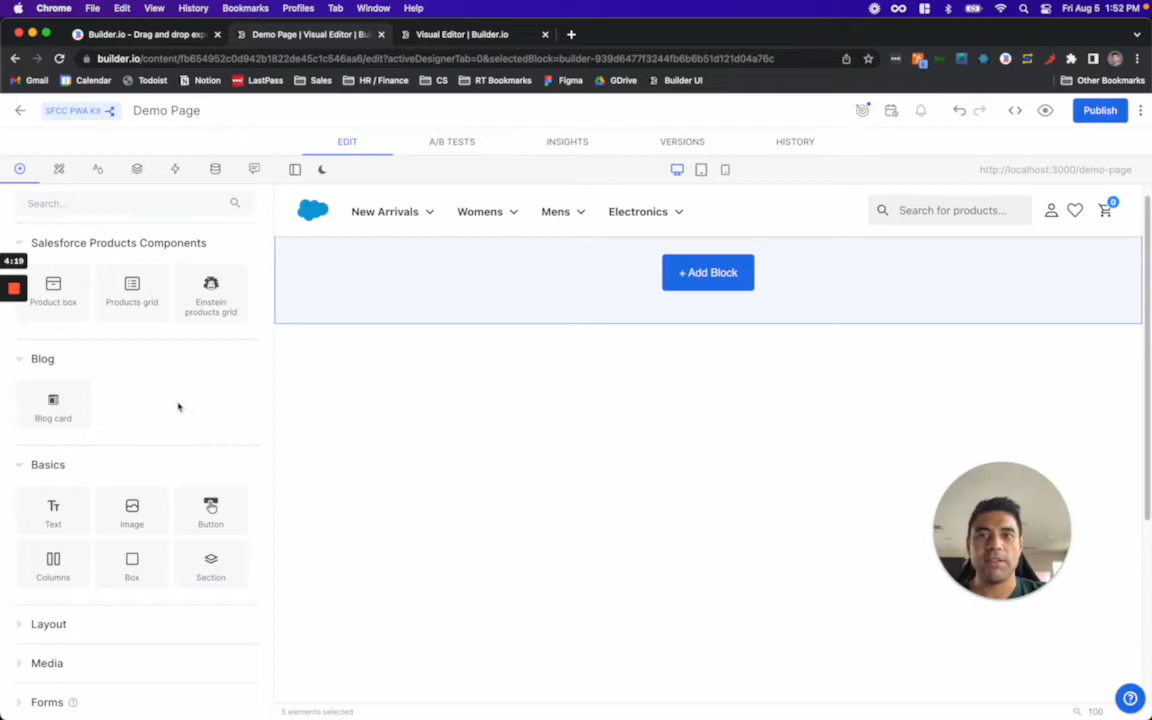 Chrome File Edit View History Bookmarks Profiles Tab Window Help Fri Aug 5 1:52 PM
Builder.io - Drag and drop exp Demo Page | Visual Editor | Bui Visual Editor | Builder.io
builder.io/content/fb654952c0d942b1822de45c1c546aa6/edit?activeDesignerTab=0&selectedBlock=builder-939d6477f3244fb6b6b51d121d04a76c
Gmail Calendar Todoist Notion LastPass Sales HR / Finance CS RT Bookmarks Figma GDrive Builder UI Other Bookmarks
SFCC PWA Kit Demo Page Publish
EDIT A/B TESTS INSIGHTS VERSIONS HISTORY
http://localhost:3000/demo-page
Search...
New Arrivals Womens Mens Electronics Search for products... 0
Salesforce Products Components
4:19
Product box Products grid Einstein products grid
+ Add Block
Blog
Blog card
Basics
Text Image Button
Columns Box Section
Layout
Media
Forms
5 elements selected 100